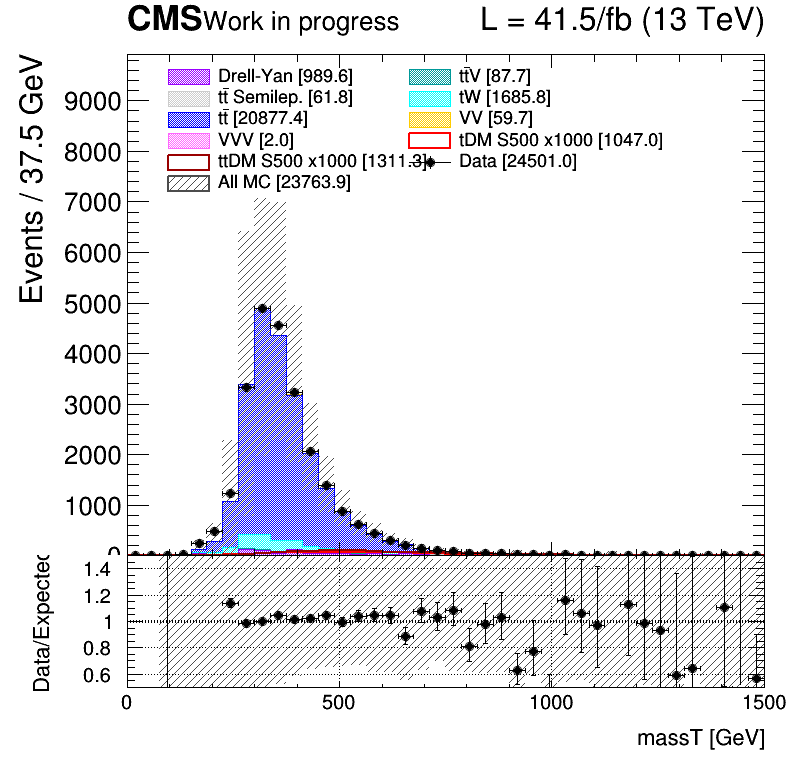 CMS Work in progress L = 41.5/fb (13 TeV)
Drell-Yan [989.6] tt̄V [87.7]
tt̄ Semilep. [61.8] tW [1685.8]
tt̄ [20877.4] VV [59.7]
VVV [2.0] tDM S500 x1000 [1047.0]
ttDM S500 x1000 [1311.3] Data [24501.0]
All MC [23763.9]
Events / 37.5 GeV
9000
8000
7000
6000
5000
4000
3000
2000
1000
0
Data/Expected
1.4
1.2
1
0.8
0.6
0 500 1000 1500
massT [GeV]